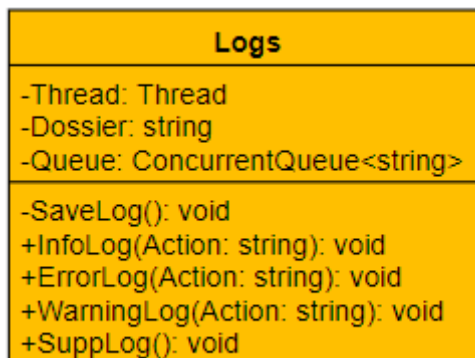 Logs
-Thread: Thread
-Dossier: string
-Queue: ConcurrentQueue<string>
-SaveLog(): void
+InfoLog(Action: string): void
+ErrorLog(Action: string): void
+WarningLog(Action: string): void
+SuppLog(): void